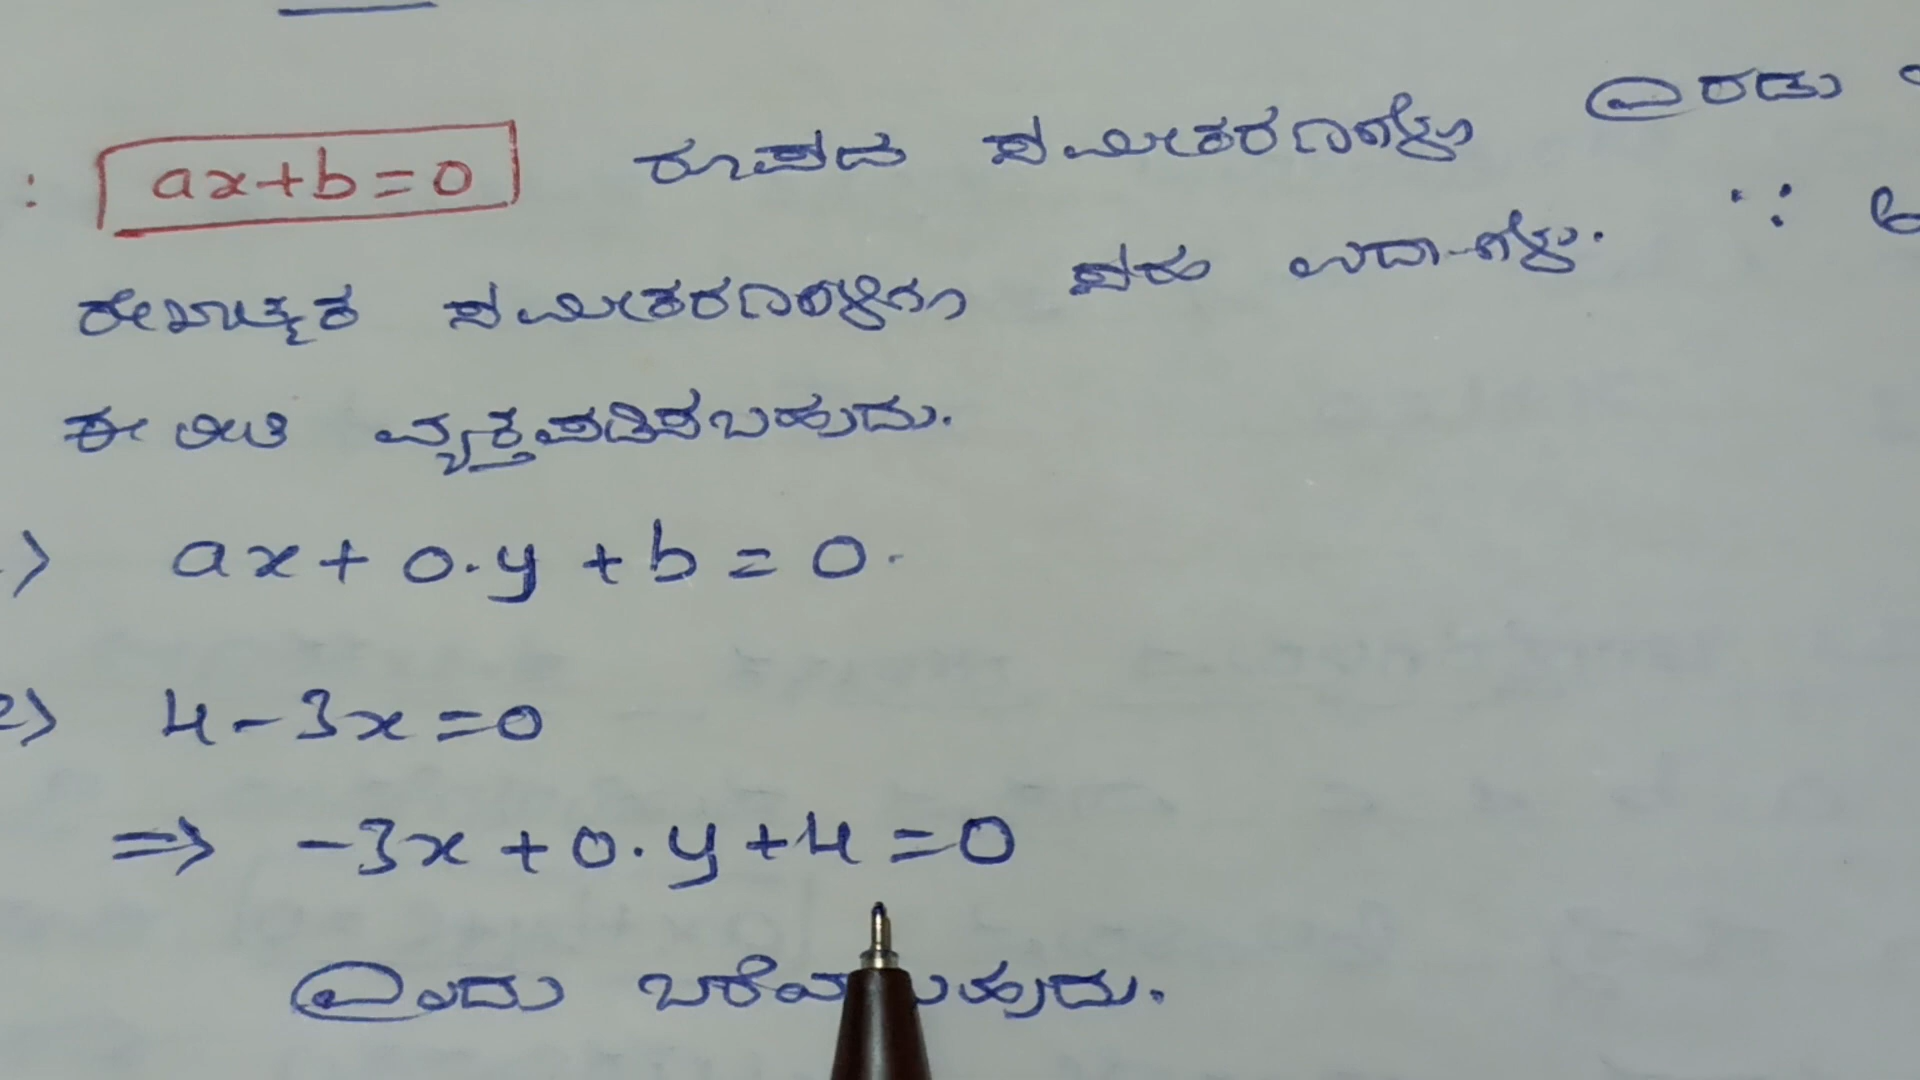 : ax+b=0 ರೂಪದ ಸಮೀಕರಣಗಳು ಎರಡು
ರೇಖಾತ್ಮಕ ಸಮೀಕರಣಗಳಿಗೂ ಸಹ ಉದಾ-ಗಳು. ∵
ಈ ರೀತಿ ವ್ಯಕ್ತಪಡಿಸಬಹುದು.
> ax + 0.y + b = 0.
2> 4 - 3x = 0
=> -3x + 0.y + 4 = 0
ಎಂದು ಬರೆಯಬಹುದು.